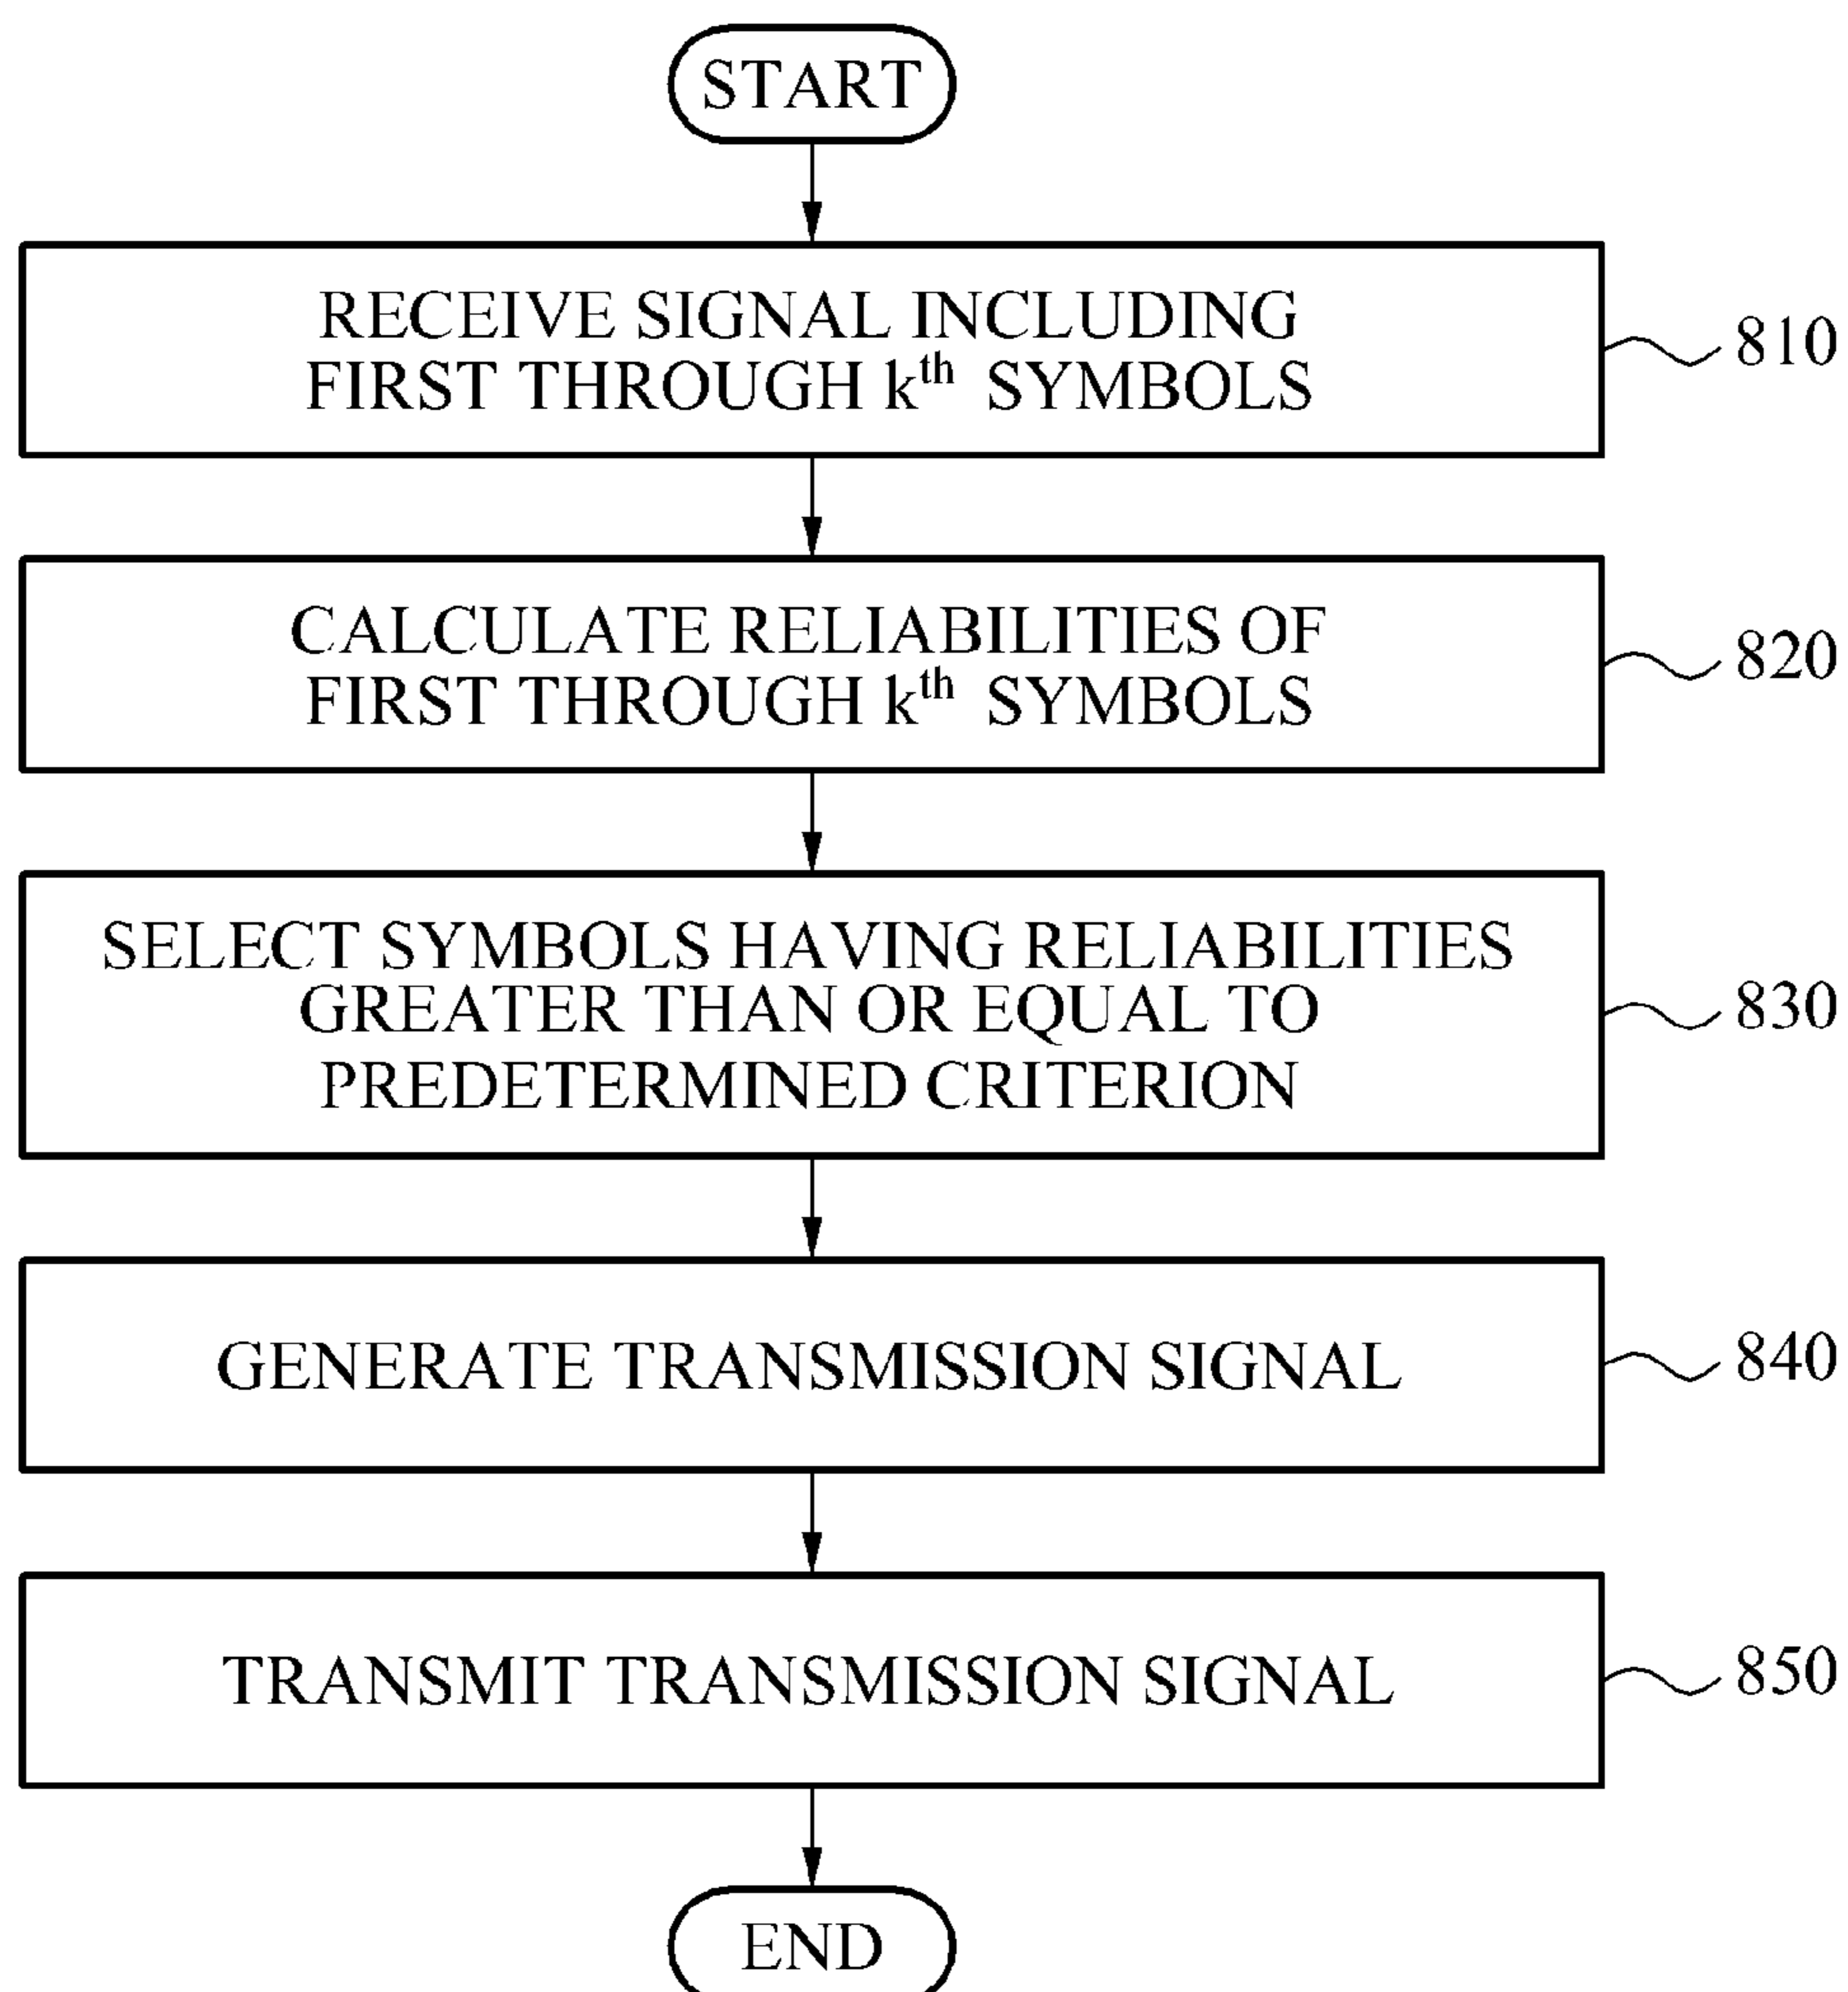 START
RECEIVE SIGNAL INCLUDING
FIRST THROUGH kth SYMBOLS
810
CALCULATE RELIABILITIES OF
FIRST THROUGH kth SYMBOLS
820
SELECT SYMBOLS HAVING RELIABILITIES
GREATER THAN OR EQUAL TO
PREDETERMINED CRITERION
830
GENERATE TRANSMISSION SIGNAL
840
TRANSMIT TRANSMISSION SIGNAL
850
END